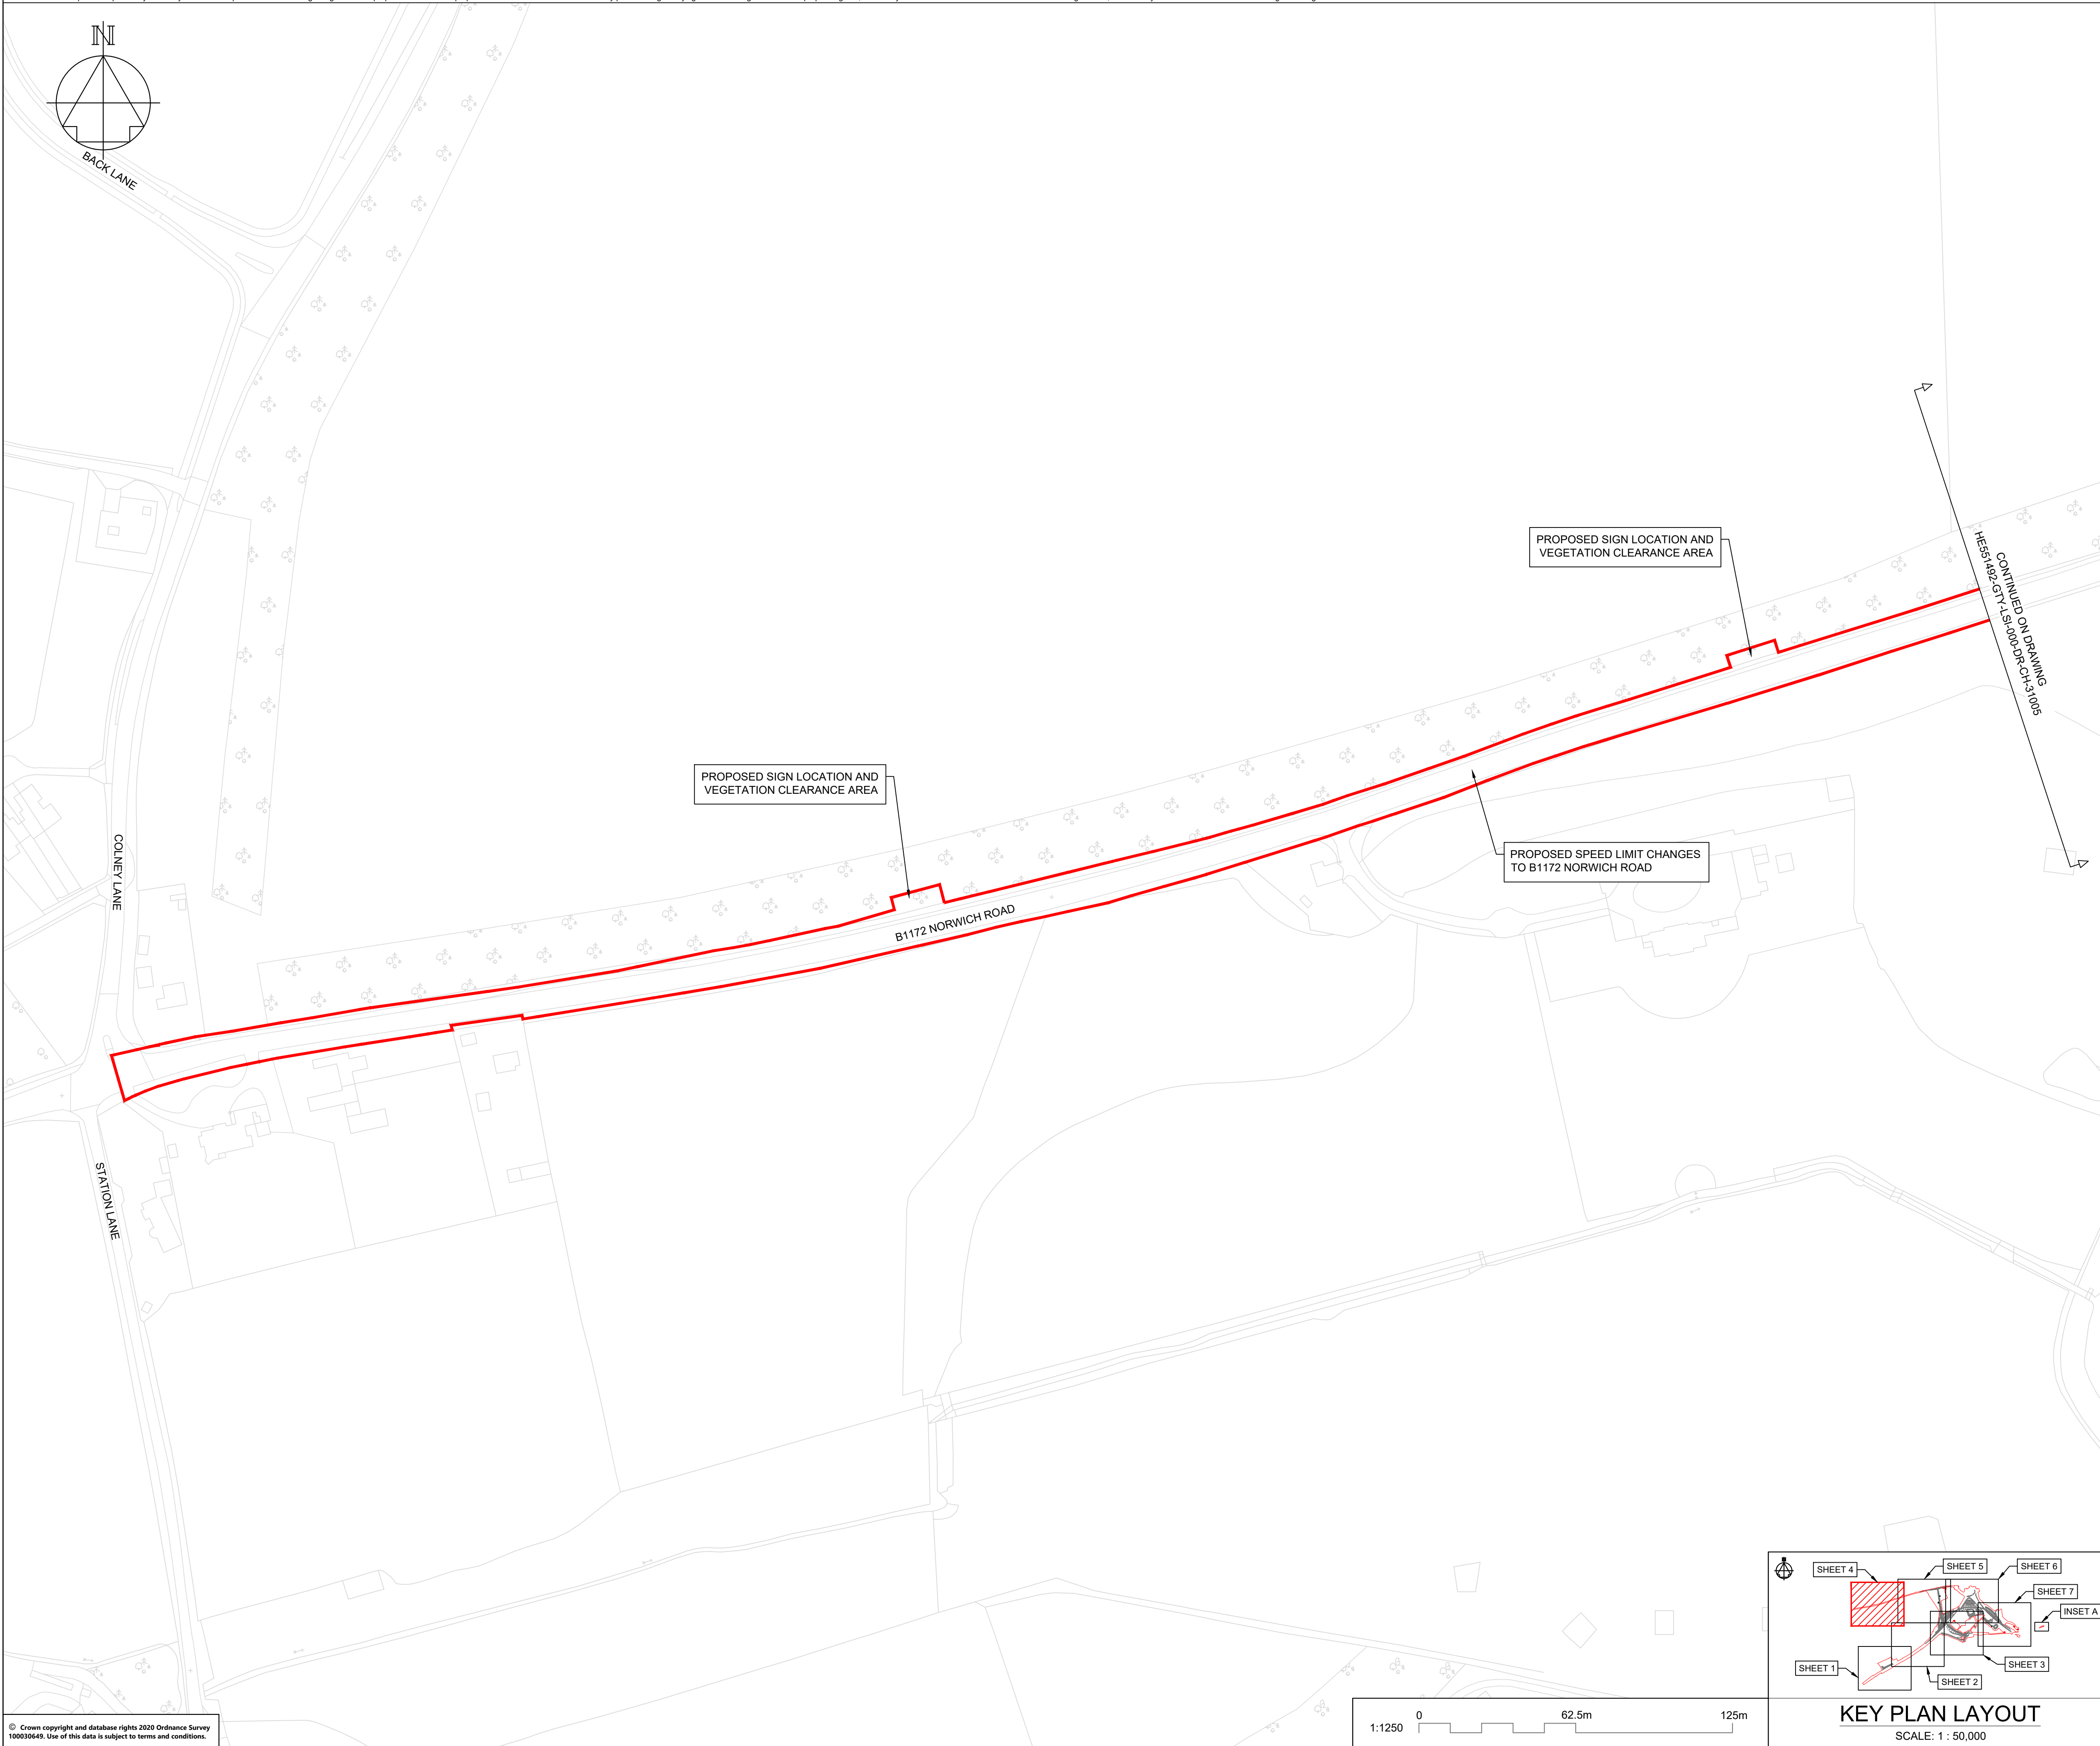 N
BACK LANE
PROPOSED SIGN LOCATION AND
VEGETATION CLEARANCE AREA
CONTINUED ON DRAWING
HE551492-GTY-LSI-000-DR-CH-31005
PROPOSED SIGN LOCATION AND
VEGETATION CLEARANCE AREA
COLNEY LANE
PROPOSED SPEED LIMIT CHANGES
TO B1172 NORWICH ROAD
B1172 NORWICH ROAD
STATION LANE
SHEET 4
SHEET 5
SHEET 6
SHEET 7
INSET A
SHEET 1
SHEET 2
SHEET 3
© Crown copyright and database rights 2020 Ordnance Survey
100030649. Use of this data is subject to terms and conditions.
1:1250
0
62.5m
125m
KEY PLAN LAYOUT
SCALE: 1 : 50,000